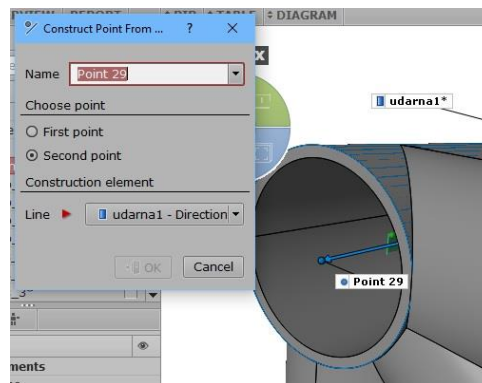 REPORT
TABLE
DIAGRAM
Construct Point From ...
?
X
Name
Point 29
Choose point
First point
Second point
Construction element
Line
udarna1 - Direction
OK
Cancel
udarna1*
Point 29
ments